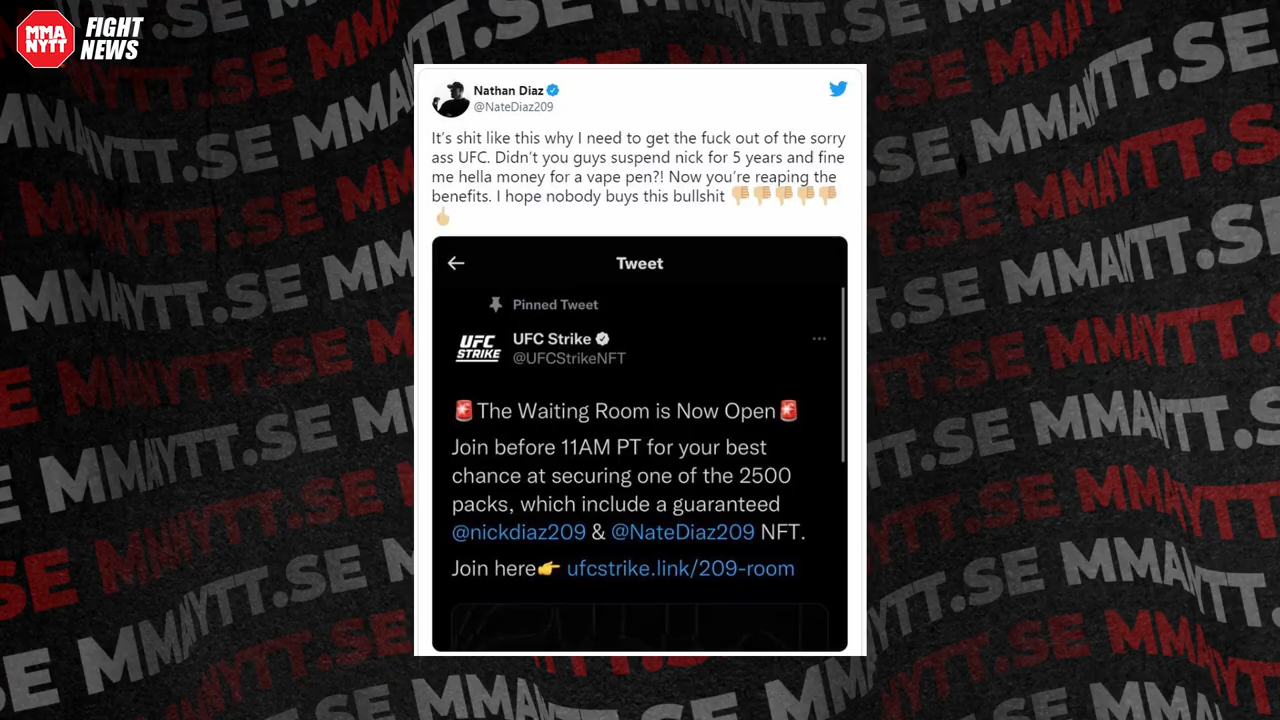 MMA
NYTT
FIGHT
NEWS
Nathan Diaz
@NateDiaz209
It's shit like this why I need to get the fuck out of the sorry
ass UFC. Didn't you guys suspend nick for 5 years and fine
me hella money for a vape pen?! Now you're reaping the
benefits. I hope nobody buys this bullshit 👎🏼👎🏼👎🏼👎🏼👎🏼
🖕🏼
Tweet
Pinned Tweet
UFC
STRIKE
UFC Strike
@UFCStrikeNFT
🚨The Waiting Room is Now Open🚨
Join before 11AM PT for your best
chance at securing one of the 2500
packs, which include a guaranteed
@nickdiaz209 & @NateDiaz209 NFT.
Join here👉 ufcstrike.link/209-room
MMANYTT.SE